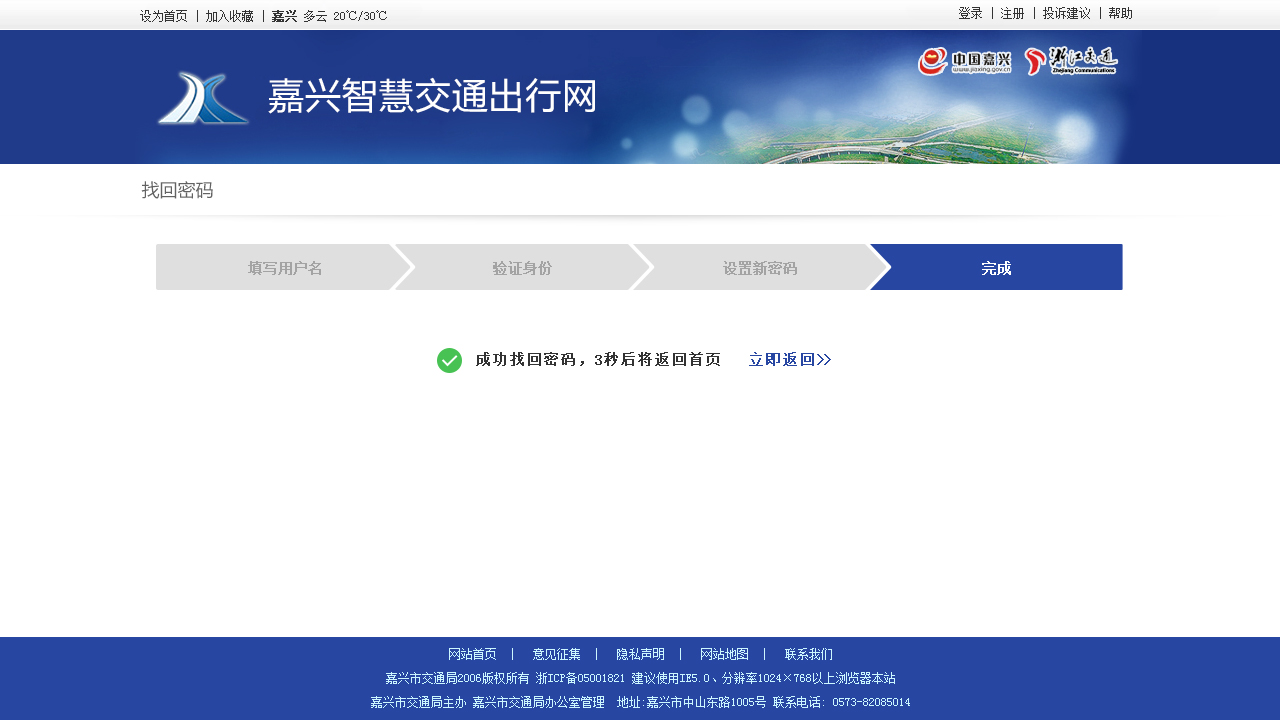 设为首页 | 加入收藏 | 嘉兴 多云 20℃/30℃
登录 | 注册 | 投诉建议 | 帮助
中国嘉兴 www.jiaxing.gov.cn 浙江交通 Zhejiang Communications
嘉兴智慧交通出行网
找回密码
填写用户名 验证身份 设置新密码 完成
成功找回密码，3秒后将返回首页 立即返回>>
网站首页 | 意见征集 | 隐私声明 | 网站地图 | 联系我们
嘉兴市交通局2006版权所有 浙ICP备05001821 建议使用IE5.0、分辨率1024×768以上浏览器本站
嘉兴市交通局主办 嘉兴市交通局办公室管理 地址:嘉兴市中山东路1005号 联系电话: 0573-82085014